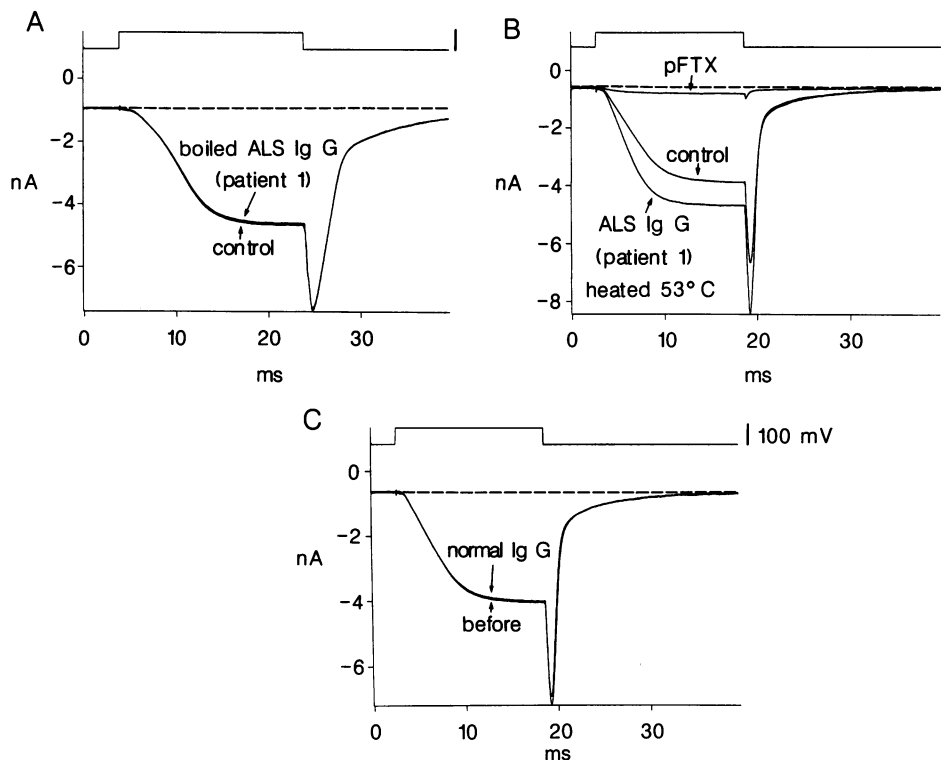 A
0
−2
−4
−6
nA
boiled ALS Ig G
(patient 1)
control
0
10
20
30
ms
B
0
−2
−4
−6
−8
nA
pFTX
control
ALS Ig G
(patient 1)
heated 53° C
0
10
20
30
ms
C
100 mV
0
−2
−4
−6
nA
normal Ig G
before
0
10
20
30
ms